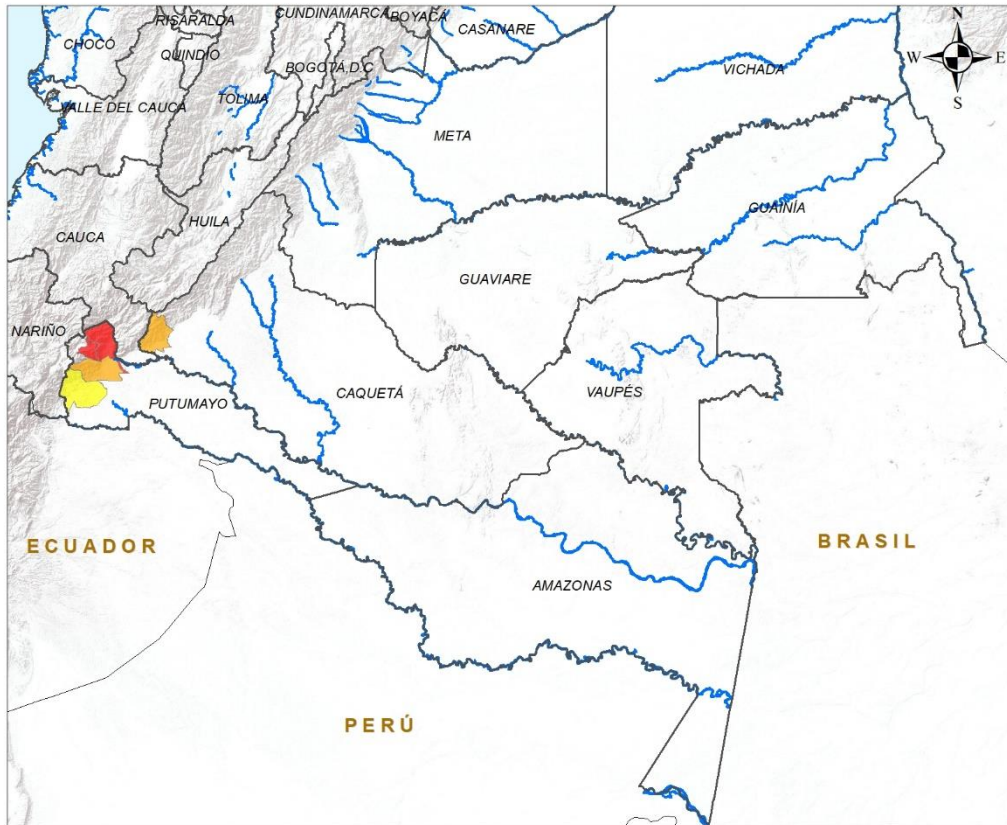 RISARALDA
CUNDINAMARCA
BOYACÁ
CASANARE
N
CHOCÓ
QUINDÍO
BOGOTÁ,D.C
VICHADA
W
E
S
VALLE DEL CAUCA
TOLIMA
META
HUILA
GUAINÍA
CAUCA
GUAVIARE
NARIÑO
CAQUETÁ
VAUPÉS
PUTUMAYO
ECUADOR
BRASIL
AMAZONAS
PERÚ